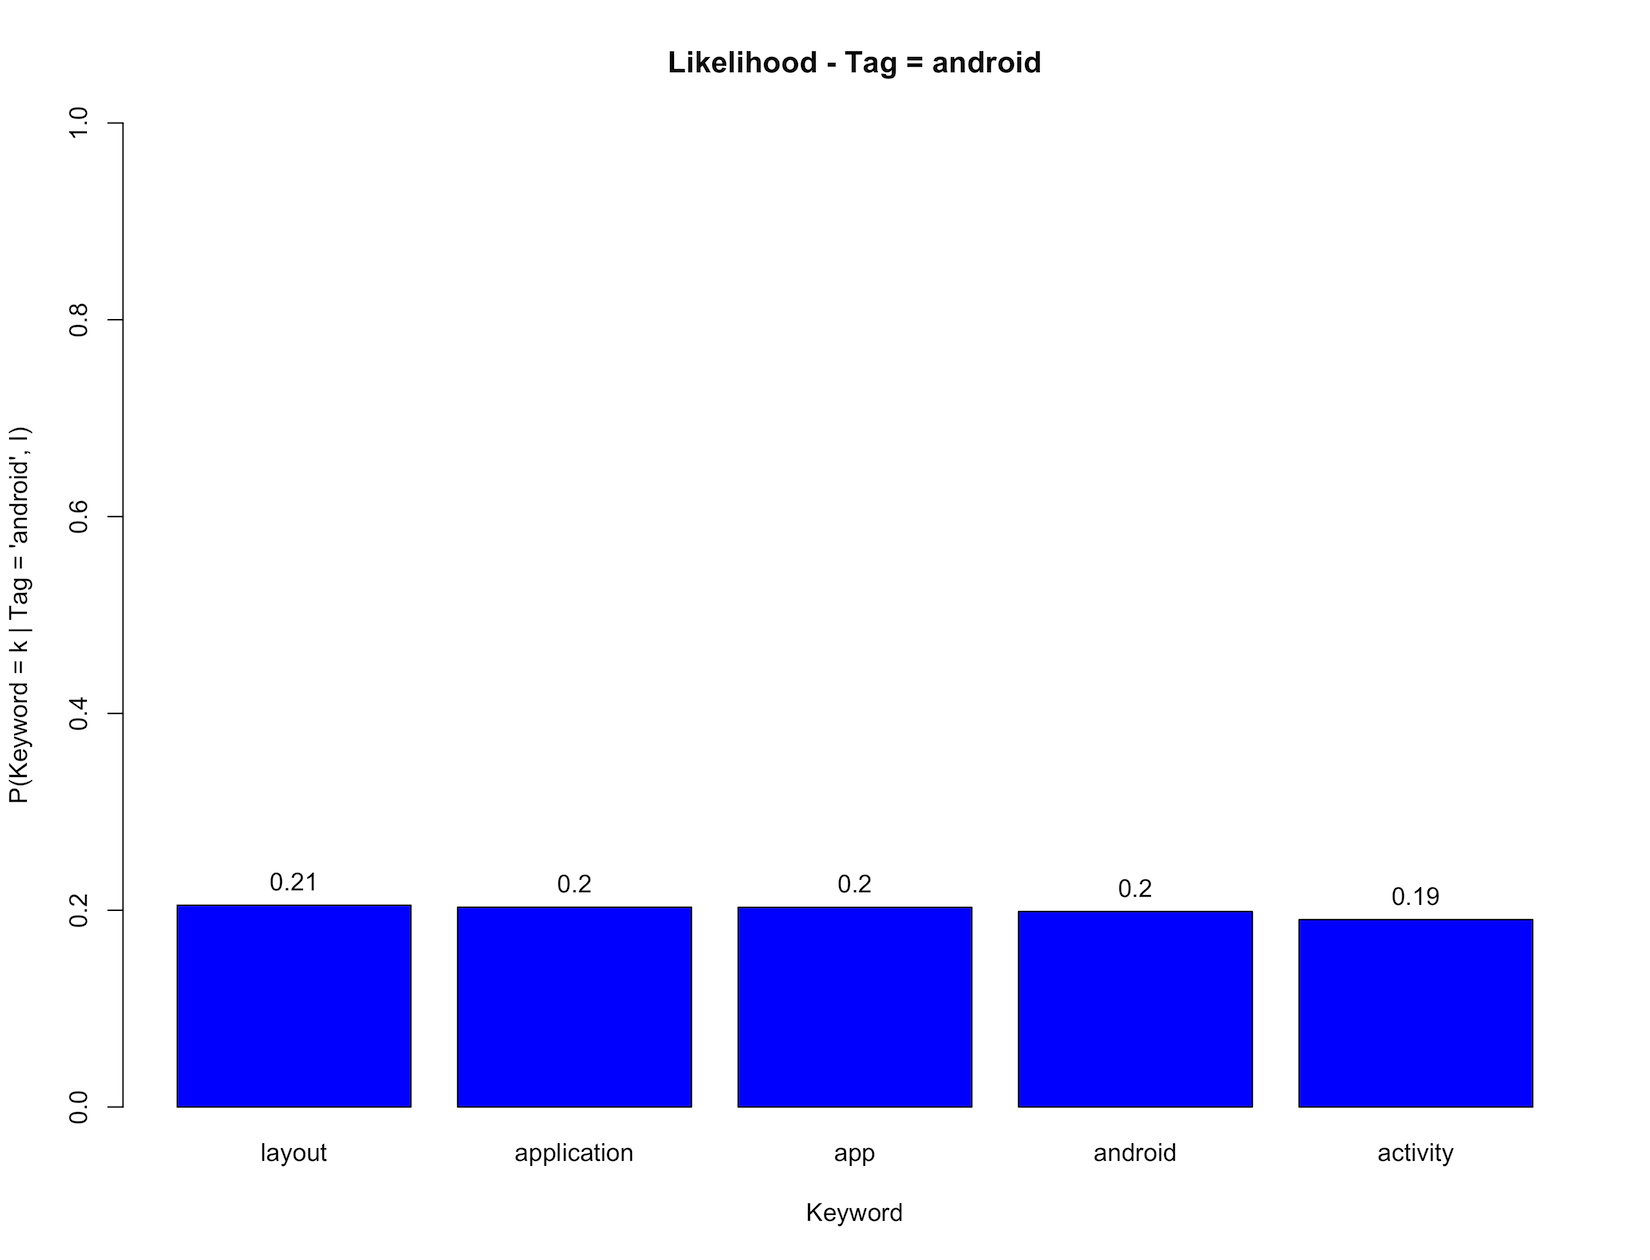 Likelihood - Tag = android
P(Keyword = k | Tag = 'android', I)
1.0
0.8
0.6
0.4
0.2
0.0
0.21 0.2 0.2 0.2 0.19
layout application app android activity
Keyword